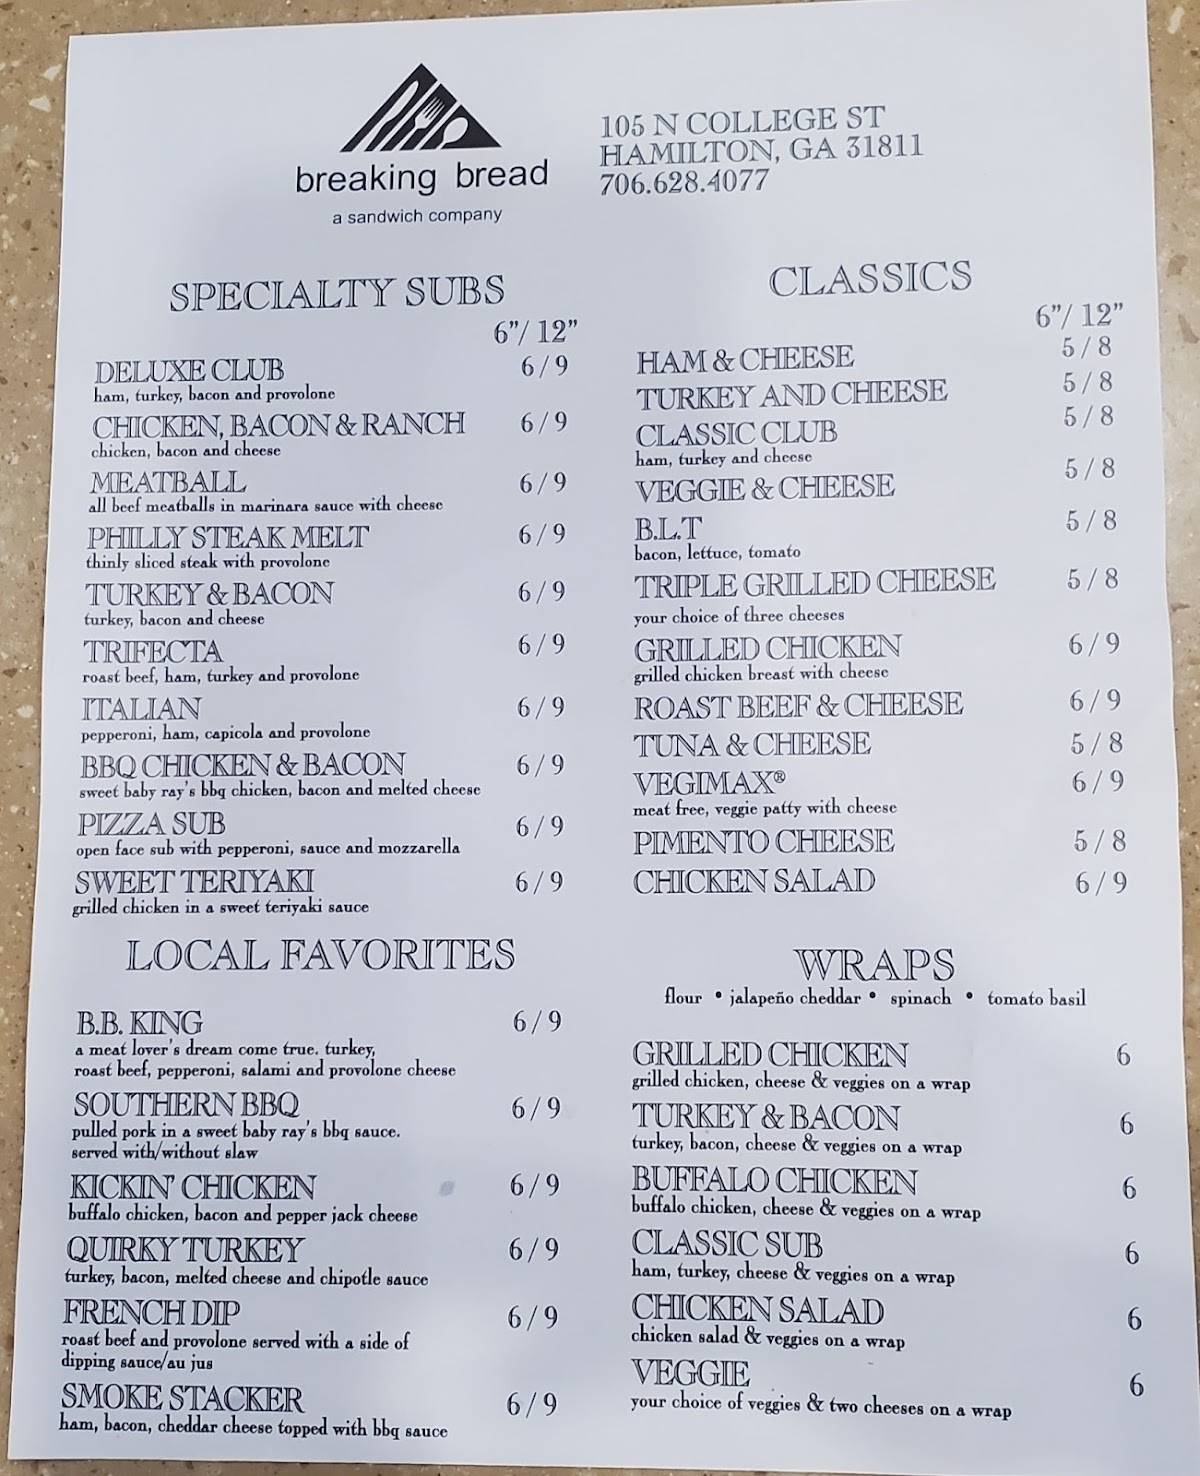 breaking bread
a sandwich company
105 N COLLEGE ST
HAMILTON, GA 31811
706.628.4077
SPECIALTY SUBS
6”/ 12”
DELUXE CLUB 6 / 9
ham, turkey, bacon and provolone
CHICKEN, BACON & RANCH 6 / 9
chicken, bacon and cheese
MEATBALL 6 / 9
all beef meatballs in marinara sauce with cheese
PHILLY STEAK MELT 6 / 9
thinly sliced steak with provolone
TURKEY & BACON 6 / 9
turkey, bacon and cheese
TRIFECTA 6 / 9
roast beef, ham, turkey and provolone
ITALIAN 6 / 9
pepperoni, ham, capicola and provolone
BBQ CHICKEN & BACON 6 / 9
sweet baby ray's bbq chicken, bacon and melted cheese
PIZZA SUB 6 / 9
open face sub with pepperoni, sauce and mozzarella
SWEET TERIYAKI 6 / 9
grilled chicken in a sweet teriyaki sauce
LOCAL FAVORITES
B.B. KING 6 / 9
a meat lover's dream come true. turkey,
roast beef, pepperoni, salami and provolone cheese
SOUTHERN BBQ 6 / 9
pulled pork in a sweet baby ray's bbq sauce.
served with/without slaw
KICKIN' CHICKEN 6 / 9
buffalo chicken, bacon and pepper jack cheese
QUIRKY TURKEY 6 / 9
turkey, bacon, melted cheese and chipotle sauce
FRENCH DIP 6 / 9
roast beef and provolone served with a side of
dipping sauce/au jus
SMOKE STACKER 6 / 9
ham, bacon, cheddar cheese topped with bbq sauce
CLASSICS
6”/ 12”
HAM & CHEESE 5 / 8
TURKEY AND CHEESE 5 / 8
CLASSIC CLUB 5 / 8
ham, turkey and cheese
VEGGIE & CHEESE 5 / 8
B.L.T 5 / 8
bacon, lettuce, tomato
TRIPLE GRILLED CHEESE 5 / 8
your choice of three cheeses
GRILLED CHICKEN 6 / 9
grilled chicken breast with cheese
ROAST BEEF & CHEESE 6 / 9
TUNA & CHEESE 5 / 8
VEGIMAX® 6 / 9
meat free, veggie patty with cheese
PIMENTO CHEESE 5 / 8
CHICKEN SALAD 6 / 9
WRAPS
flour • jalapeño cheddar • spinach • tomato basil
GRILLED CHICKEN 6
grilled chicken, cheese & veggies on a wrap
TURKEY & BACON 6
turkey, bacon, cheese & veggies on a wrap
BUFFALO CHICKEN 6
buffalo chicken, cheese & veggies on a wrap
CLASSIC SUB 6
ham, turkey, cheese & veggies on a wrap
CHICKEN SALAD 6
chicken salad & veggies on a wrap
VEGGIE 6
your choice of veggies & two cheeses on a wrap